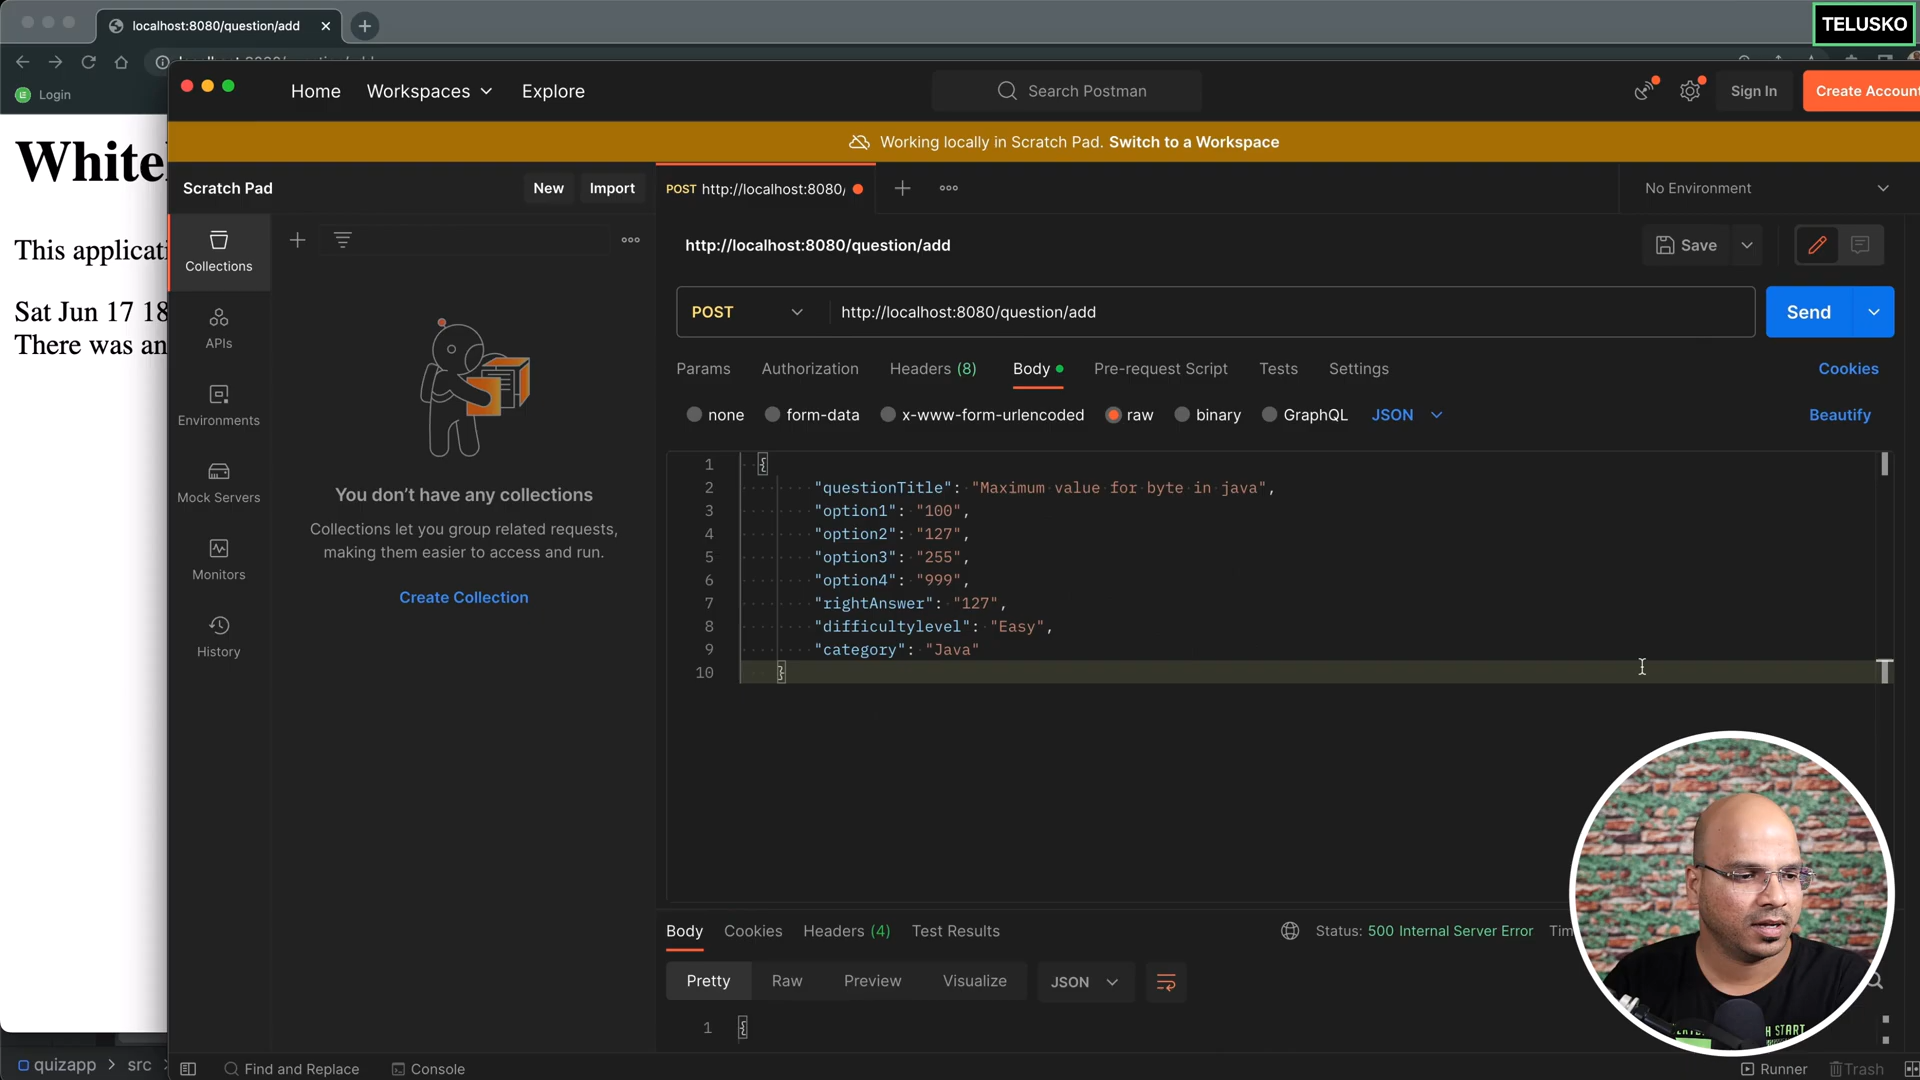 localhost:8080/question/add
TELUSKO
Login
Home
Workspaces
Explore
Search Postman
Sign In
Create Account
Working locally in Scratch Pad. Switch to a Workspace
Scratch Pad
New
Import
POST http://localhost:8080/
No Environment
This applicati
Sat Jun 17 18
There was an
Collections
APIs
Environments
Mock Servers
Monitors
History
You don't have any collections
Collections let you group related requests,
making them easier to access and run.
Create Collection
http://localhost:8080/question/add
Save
POST
http://localhost:8080/question/add
Send
Params
Authorization
Headers (8)
Body
Pre-request Script
Tests
Settings
Cookies
none
form-data
x-www-form-urlencoded
raw
binary
GraphQL
JSON
Beautify
1 {
2 "questionTitle": "Maximum value for byte in java",
3 "option1": "100",
4 "option2": "127",
5 "option3": "255",
6 "option4": "999",
7 "rightAnswer": "127",
8 "difficultylevel": "Easy",
9 "category": "Java"
10 }
Body
Cookies
Headers (4)
Test Results
Status: 500 Internal Server Error
Tim
Pretty
Raw
Preview
Visualize
JSON
1 {
quizapp > src
Find and Replace
Console
Runner
Trash